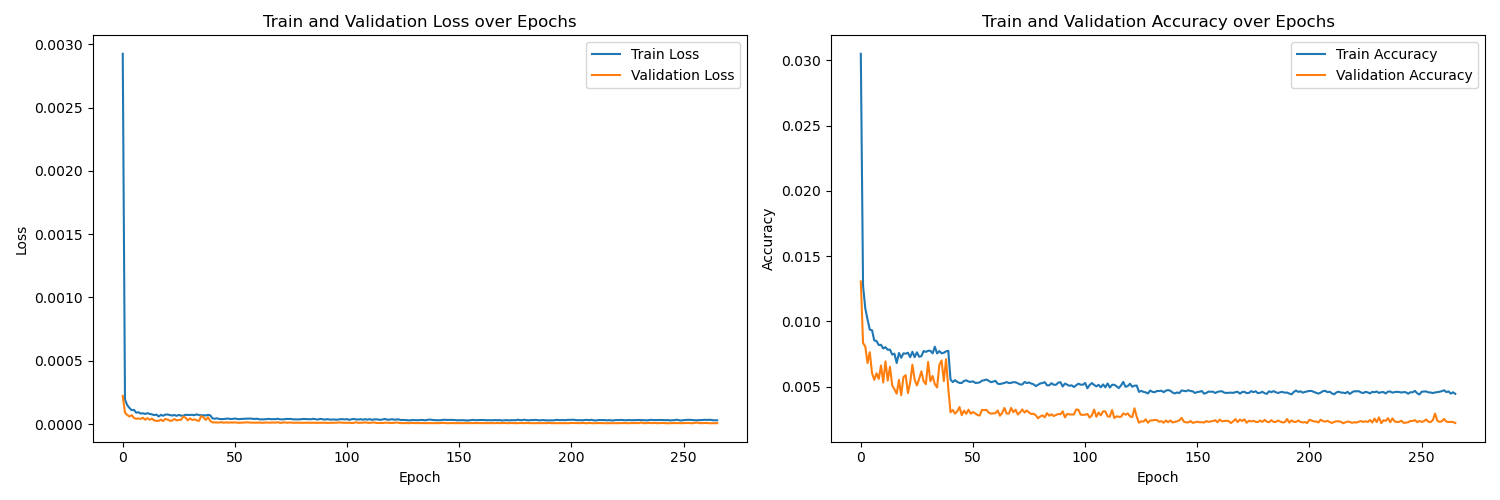 Train and Validation Loss over Epochs
Train Loss
Validation Loss
0.0030
0.0025
0.0020
0.0015
0.0010
0.0005
0.0000
Loss
0
50
100
150
200
250
Epoch
Train and Validation Accuracy over Epochs
Train Accuracy
Validation Accuracy
0.030
0.025
0.020
0.015
0.010
0.005
Accuracy
0
50
100
150
200
250
Epoch